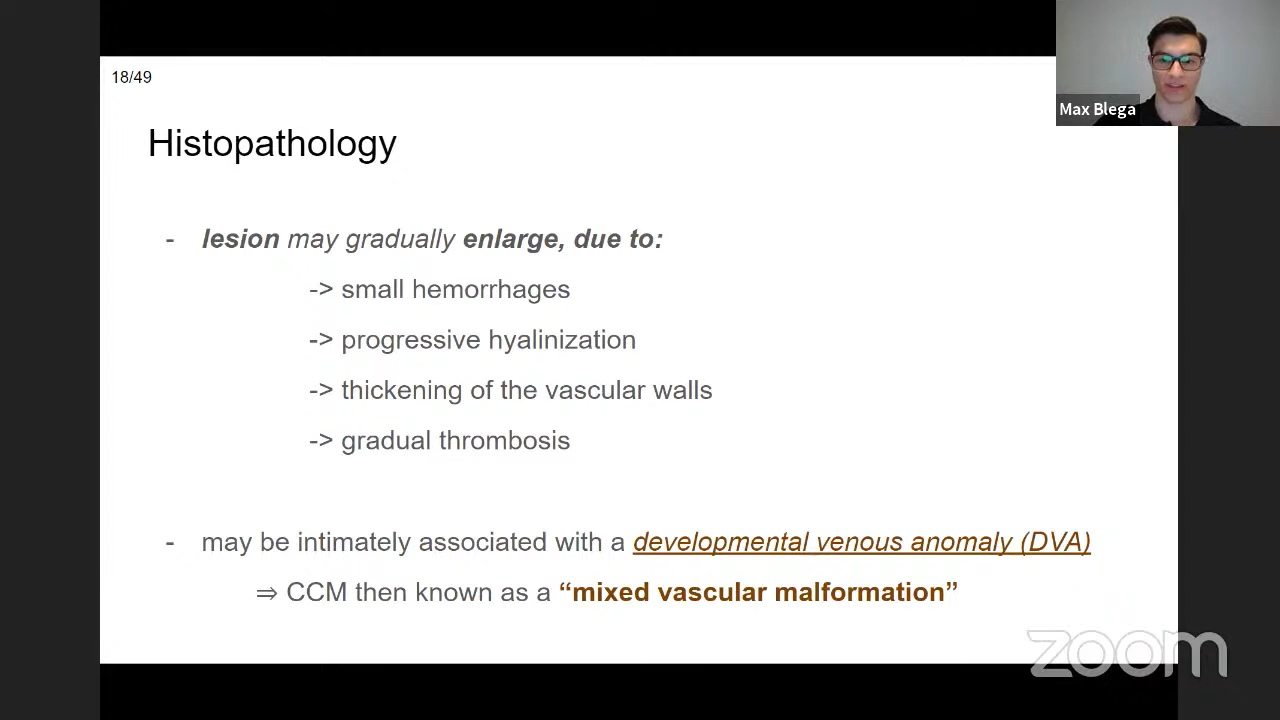 18/49
Max Blega
Histopathology
- lesion may gradually enlarge, due to:
-> small hemorrhages
-> progressive hyalinization
-> thickening of the vascular walls
-> gradual thrombosis
- may be intimately associated with a developmental venous anomaly (DVA)
⇒ CCM then known as a “mixed vascular malformation”
zoom